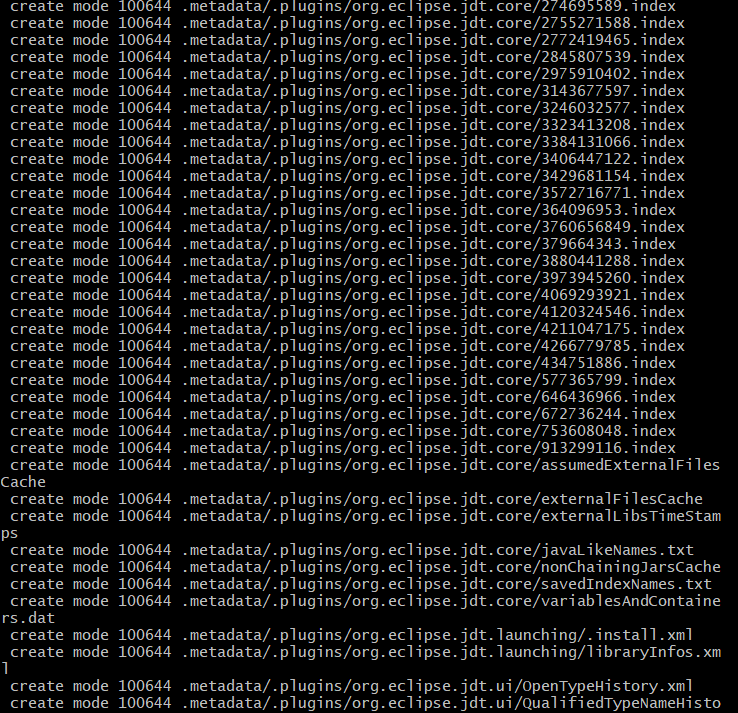 create mode 100644 .metadata/.plugins/org.eclipse.jdt.core/274695589.index
create mode 100644 .metadata/.plugins/org.eclipse.jdt.core/2755271588.index
create mode 100644 .metadata/.plugins/org.eclipse.jdt.core/2772419465.index
create mode 100644 .metadata/.plugins/org.eclipse.jdt.core/2845807539.index
create mode 100644 .metadata/.plugins/org.eclipse.jdt.core/2975910402.index
create mode 100644 .metadata/.plugins/org.eclipse.jdt.core/3143677597.index
create mode 100644 .metadata/.plugins/org.eclipse.jdt.core/3246032577.index
create mode 100644 .metadata/.plugins/org.eclipse.jdt.core/3323413208.index
create mode 100644 .metadata/.plugins/org.eclipse.jdt.core/3384131066.index
create mode 100644 .metadata/.plugins/org.eclipse.jdt.core/3406447122.index
create mode 100644 .metadata/.plugins/org.eclipse.jdt.core/3429681154.index
create mode 100644 .metadata/.plugins/org.eclipse.jdt.core/3572716771.index
create mode 100644 .metadata/.plugins/org.eclipse.jdt.core/364096953.index
create mode 100644 .metadata/.plugins/org.eclipse.jdt.core/3760656849.index
create mode 100644 .metadata/.plugins/org.eclipse.jdt.core/379664343.index
create mode 100644 .metadata/.plugins/org.eclipse.jdt.core/3880441288.index
create mode 100644 .metadata/.plugins/org.eclipse.jdt.core/3973945260.index
create mode 100644 .metadata/.plugins/org.eclipse.jdt.core/4069293921.index
create mode 100644 .metadata/.plugins/org.eclipse.jdt.core/4120324546.index
create mode 100644 .metadata/.plugins/org.eclipse.jdt.core/4211047175.index
create mode 100644 .metadata/.plugins/org.eclipse.jdt.core/4266779785.index
create mode 100644 .metadata/.plugins/org.eclipse.jdt.core/434751886.index
create mode 100644 .metadata/.plugins/org.eclipse.jdt.core/577365799.index
create mode 100644 .metadata/.plugins/org.eclipse.jdt.core/646436966.index
create mode 100644 .metadata/.plugins/org.eclipse.jdt.core/672736244.index
create mode 100644 .metadata/.plugins/org.eclipse.jdt.core/753608048.index
create mode 100644 .metadata/.plugins/org.eclipse.jdt.core/913299116.index
create mode 100644 .metadata/.plugins/org.eclipse.jdt.core/assumedExternalFiles
Cache
create mode 100644 .metadata/.plugins/org.eclipse.jdt.core/externalFilesCache
create mode 100644 .metadata/.plugins/org.eclipse.jdt.core/externalLibsTimeStam
ps
create mode 100644 .metadata/.plugins/org.eclipse.jdt.core/javaLikeNames.txt
create mode 100644 .metadata/.plugins/org.eclipse.jdt.core/nonChainingJarsCache
create mode 100644 .metadata/.plugins/org.eclipse.jdt.core/savedIndexNames.txt
create mode 100644 .metadata/.plugins/org.eclipse.jdt.core/variablesAndContaine
rs.dat
create mode 100644 .metadata/.plugins/org.eclipse.jdt.launching/.install.xml
create mode 100644 .metadata/.plugins/org.eclipse.jdt.launching/libraryInfos.xm
l
create mode 100644 .metadata/.plugins/org.eclipse.jdt.ui/OpenTypeHistory.xml
create mode 100644 .metadata/.plugins/org.eclipse.jdt.ui/QualifiedTypeNameHisto